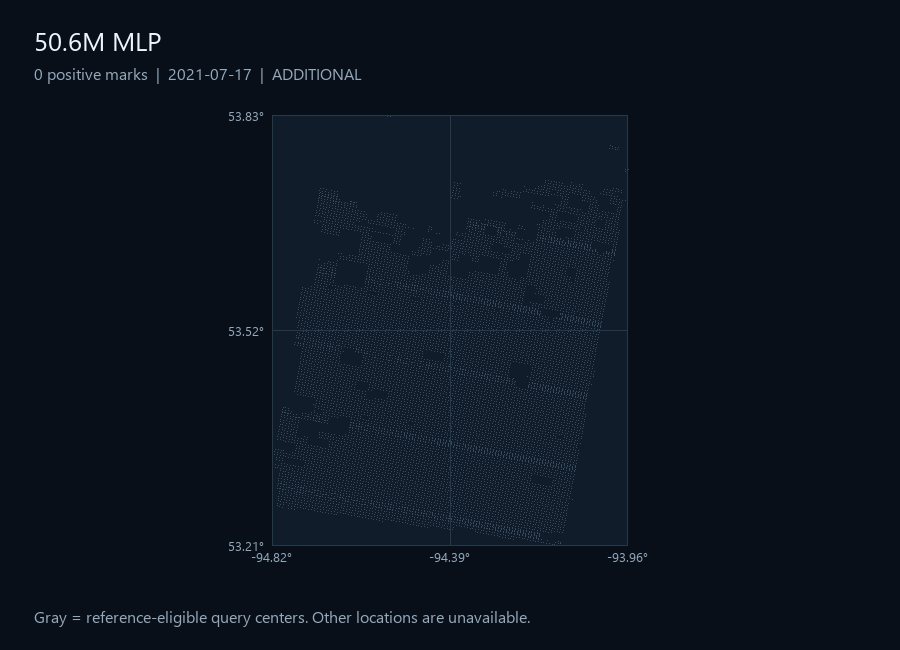 50.6M MLP
0 positive marks | 2021-07-17 | ADDITIONAL
53.83°
53.52°
53.21°
-94.82° -94.39° -93.96°
Gray = reference-eligible query centers. Other locations are unavailable.